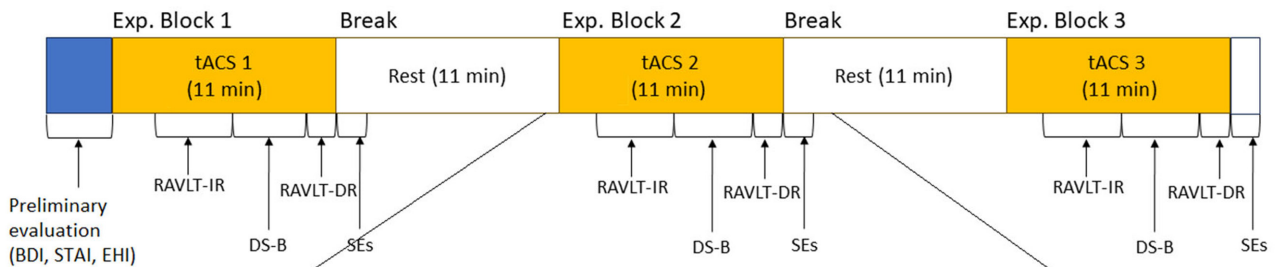 Exp. Block 1
Break
Exp. Block 2
Break
Exp. Block 3
tACS 1
(11 min)
Rest (11 min)
tACS 2
(11 min)
Rest (11 min)
tACS 3
(11 min)
RAVLT-IR
RAVLT-DR
RAVLT-IR
RAVLT-DR
RAVLT-IR
RAVLT-DR
Preliminary
evaluation
(BDI, STAI, EHI)
DS-B
SEs
DS-B
SEs
DS-B
SEs